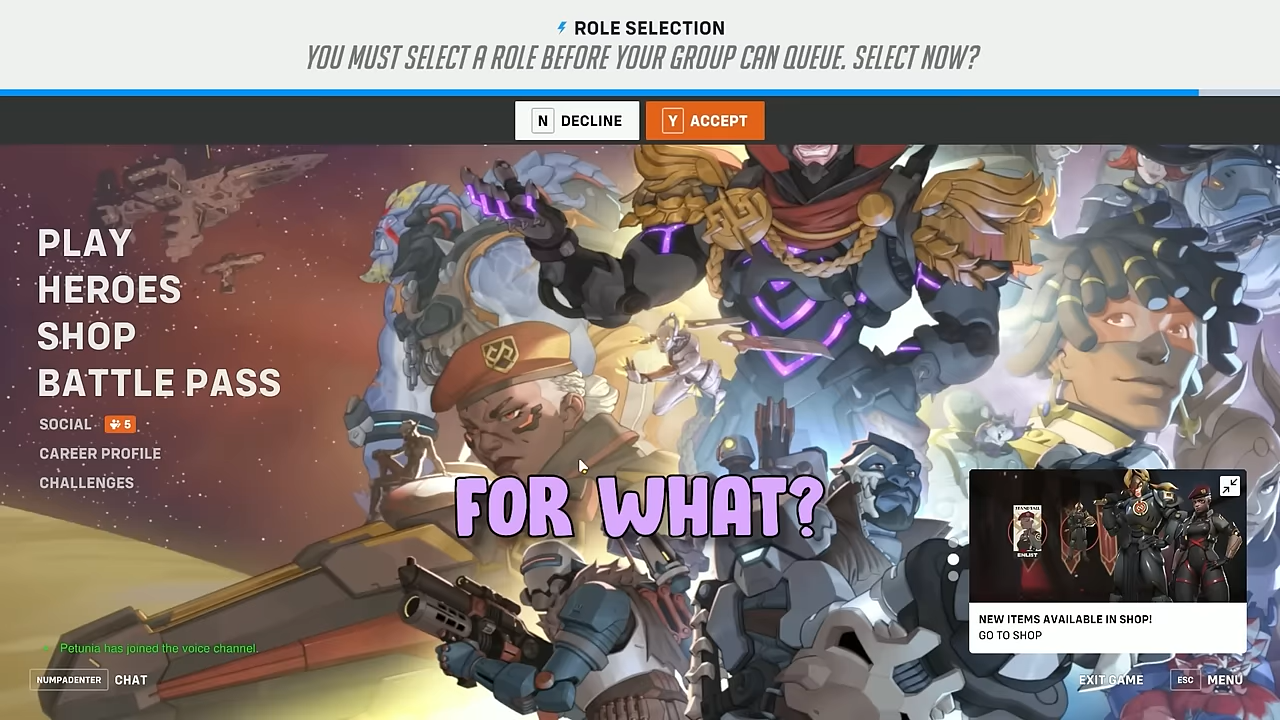 ROLE SELECTION
YOU MUST SELECT A ROLE BEFORE YOUR GROUP CAN QUEUE. SELECT NOW?
N DECLINE
Y ACCEPT
PLAY
HEROES
SHOP
BATTLE PASS
SOCIAL 5
CAREER PROFILE
CHALLENGES
FOR WHAT?
ENLIST
NEW ITEMS AVAILABLE IN SHOP!
GO TO SHOP
Petunia has joined the voice channel.
NUMPADENTER CHAT
EXIT GAME
ESC MENU